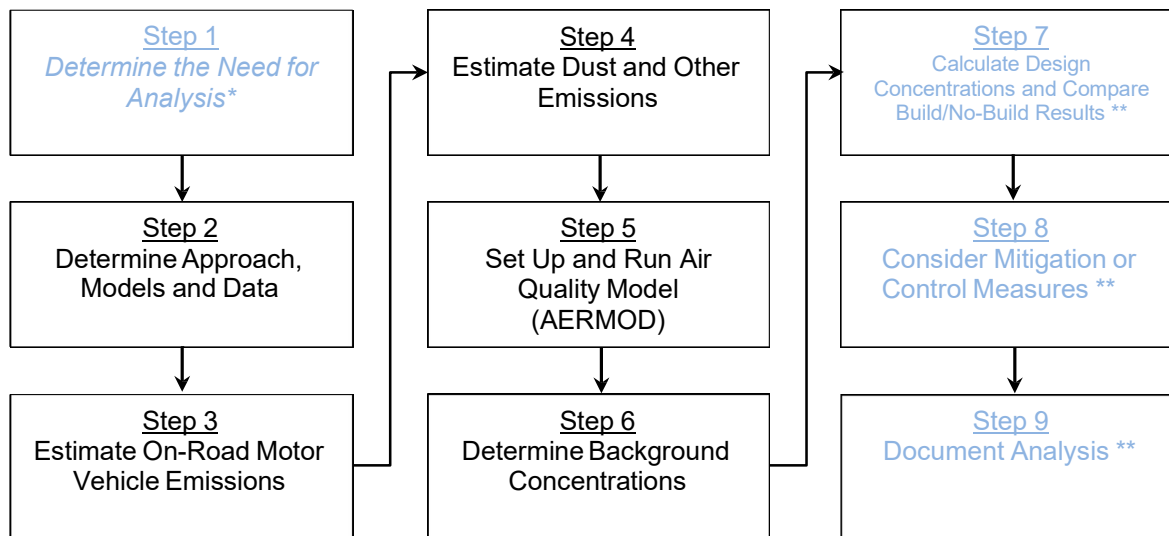 Step 1
Determine the Need for
Analysis*
Step 2
Determine Approach,
Models and Data
Step 3
Estimate On-Road Motor
Vehicle Emissions
Step 4
Estimate Dust and Other
Emissions
Step 5
Set Up and Run Air
Quality Model
(AERMOD)
Step 6
Determine Background
Concentrations
Step 7
Calculate Design
Concentrations and Compare
Build/No-Build Results **
Step 8
Consider Mitigation or
Control Measures **
Step 9
Document Analysis **